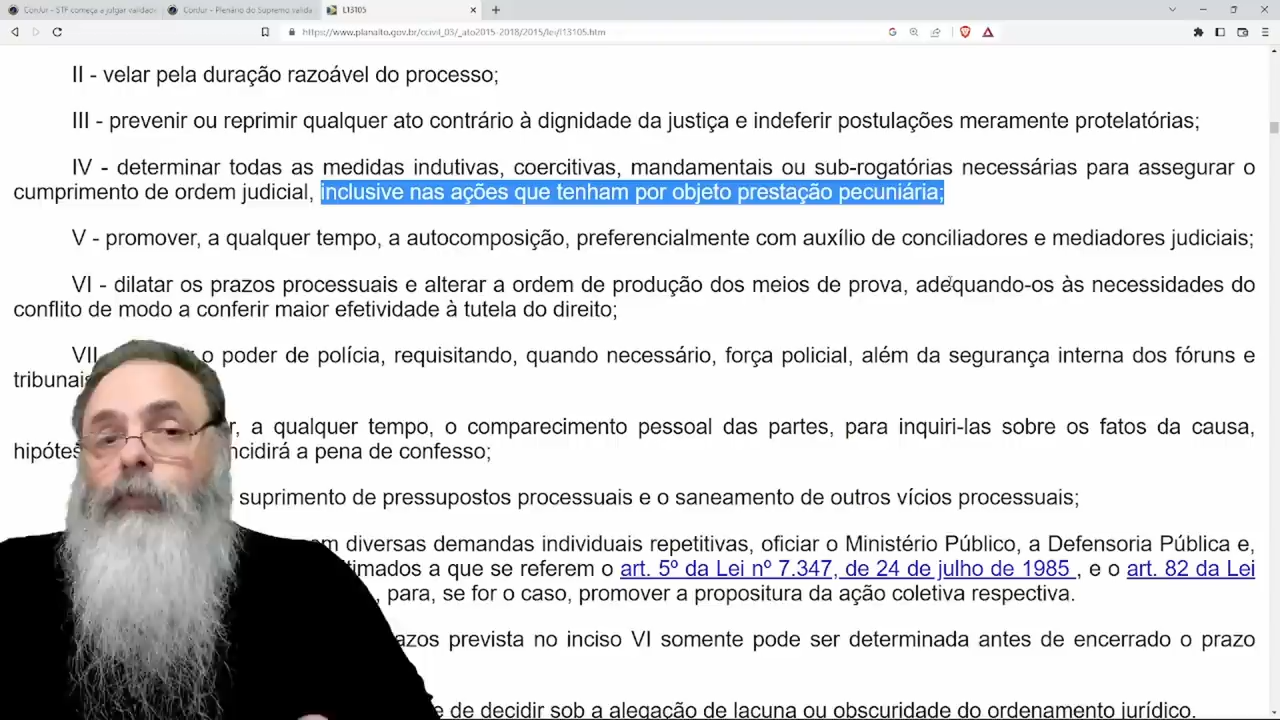 ConJur - STF começa a julgar validade
ConJur - Plenário do Supremo valida
L13105
https://www.planalto.gov.br/ccivil_03/_ato2015-2018/2015/lei/l13105.htm
II - velar pela duração razoável do processo;
III - prevenir ou reprimir qualquer ato contrário à dignidade da justiça e indeferir postulações meramente protelatórias;
IV - determinar todas as medidas indutivas, coercitivas, mandamentais ou sub-rogatórias necessárias para assegurar o
cumprimento de ordem judicial, inclusive nas ações que tenham por objeto prestação pecuniária;
V - promover, a qualquer tempo, a autocomposição, preferencialmente com auxílio de conciliadores e mediadores judiciais;
VI - dilatar os prazos processuais e alterar a ordem de produção dos meios de prova, adequando-os às necessidades do
conflito de modo a conferir maior efetividade à tutela do direito;
VII o poder de polícia, requisitando, quando necessário, força policial, além da segurança interna dos fóruns e
tribunais
r, a qualquer tempo, o comparecimento pessoal das partes, para inquiri-las sobre os fatos da causa,
hipótes ncidirá a pena de confesso;
suprimento de pressupostos processuais e o saneamento de outros vícios processuais;
m diversas demandas individuais repetitivas, oficiar o Ministério Público, a Defensoria Pública e,
timados a que se referem o art. 5º da Lei nº 7.347, de 24 de julho de 1985 , e o art. 82 da Lei
, para, se for o caso, promover a propositura da ação coletiva respectiva.
azos prevista no inciso VI somente pode ser determinada antes de encerrado o prazo
e de decidir sob a alegação de lacuna ou obscuridade do ordenamento jurídico.